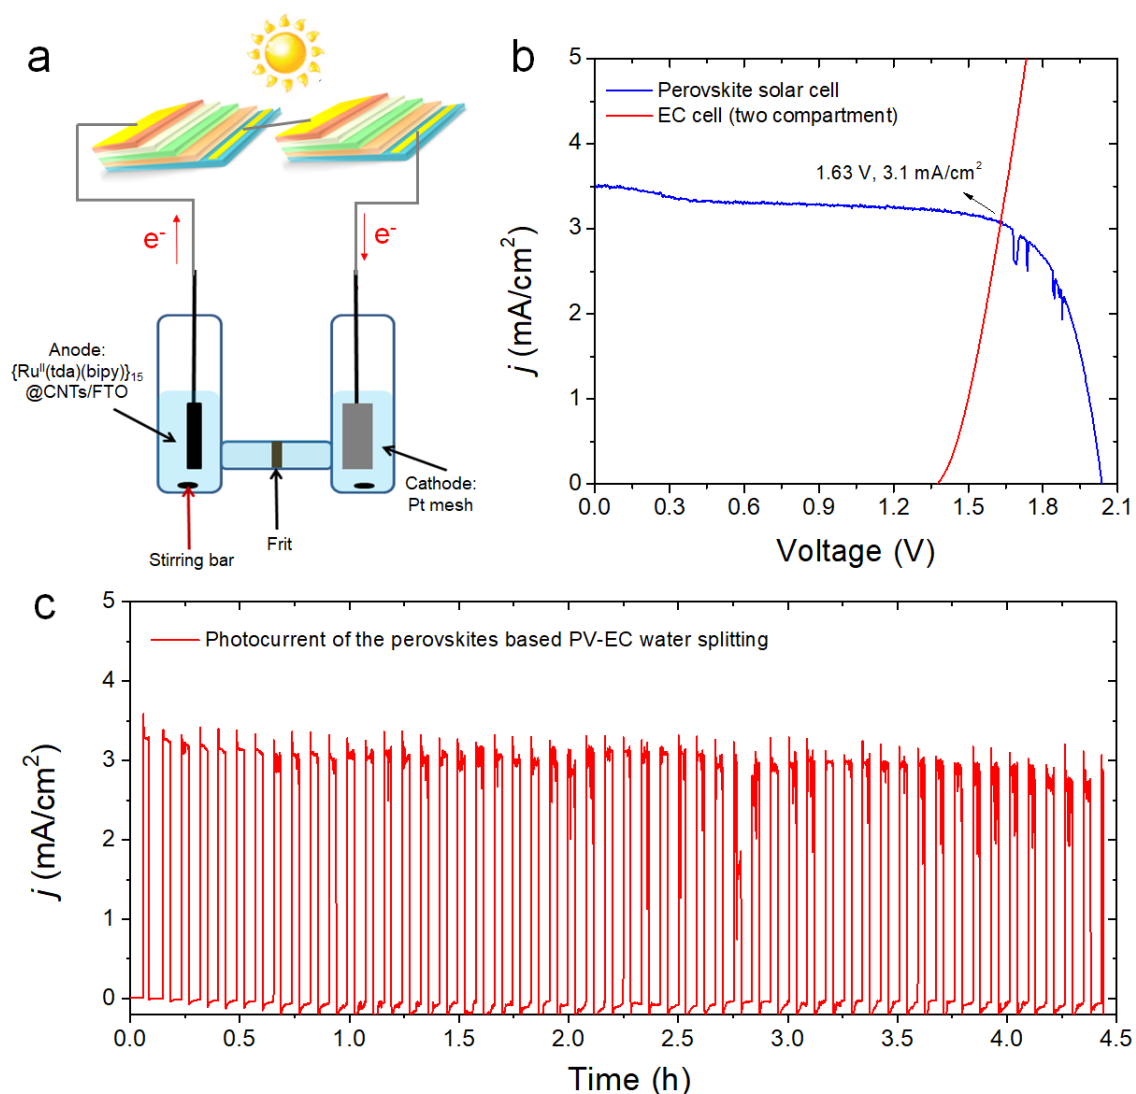 a
e-
e-
Anode:
{Ruᴵᴵ(tda)(bipy)}₁₅
@CNTs/FTO
Cathode:
Pt mesh
Frit
Stirring bar
b
Perovskite solar cell
EC cell (two compartment)
1.63 V, 3.1 mA/cm²
j (mA/cm²)
5
4
3
2
1
0
0.0 0.3 0.6 0.9 1.2 1.5 1.8 2.1
Voltage (V)
c
Photocurrent of the perovskites based PV-EC water splitting
j (mA/cm²)
5
4
3
2
1
0
0.0 0.5 1.0 1.5 2.0 2.5 3.0 3.5 4.0 4.5
Time (h)